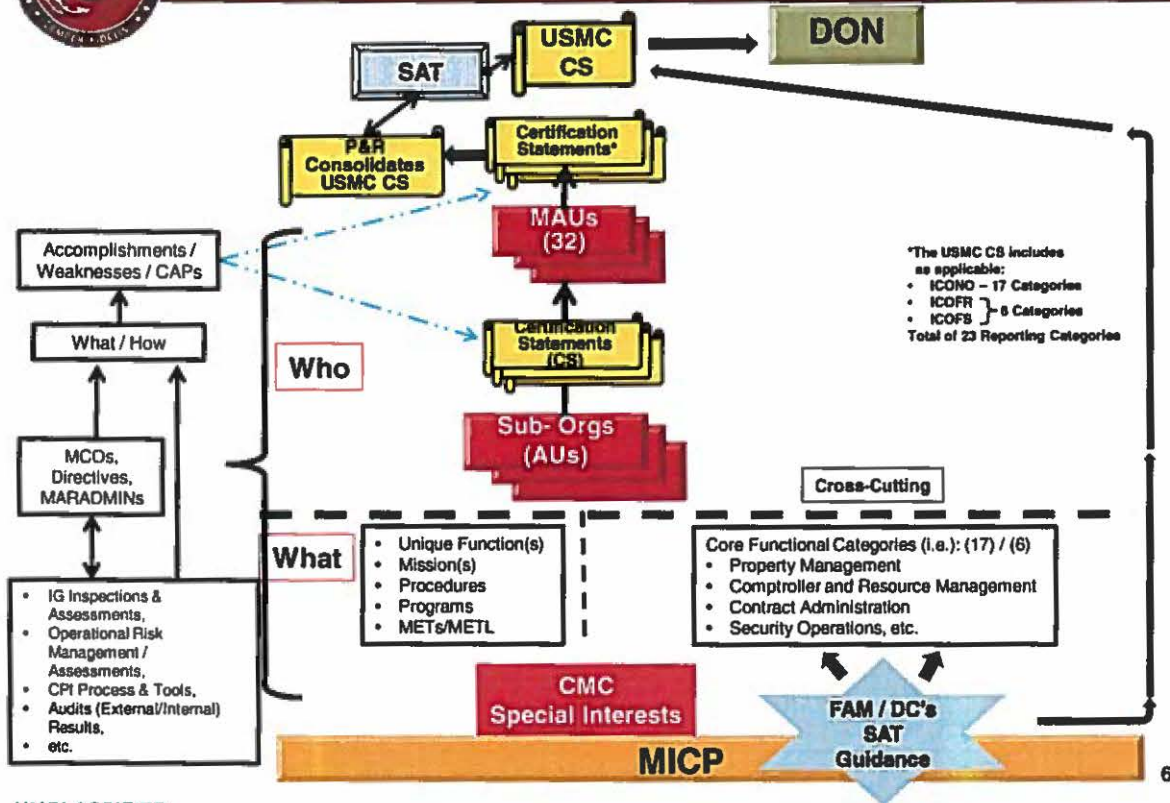 SEMPER FIDELIS
USMC
CS
DON
SAT
Certification
Statements*
P&R
Consolidates
USMC CS
MAUs
(32)
Accomplishments /
Weaknesses / CAPs
*The USMC CS includes
as applicable:
• ICONO – 17 Categories
• ICOFR
• ICOFS
6 Categories
Total of 23 Reporting Categories
What / How
Certification
Statements
(CS)
Who
Sub- Orgs
(AUs)
MCOs,
Directives,
MARADMINs
Cross-Cutting
What
• Unique Function(s)
• Mission(s)
• Procedures
• Programs
• METs/METL
Core Functional Categories (i.e.): (17) / (6)
• Property Management
• Comptroller and Resource Management
• Contract Administration
• Security Operations, etc.
• IG Inspections &
Assessments,
• Operational Risk
Management /
Assessments,
• CPI Process & Tools,
• Audits (External/Internal)
Results,
• etc.
CMC
Special Interests
FAM / DC's
SAT
Guidance
MICP
6